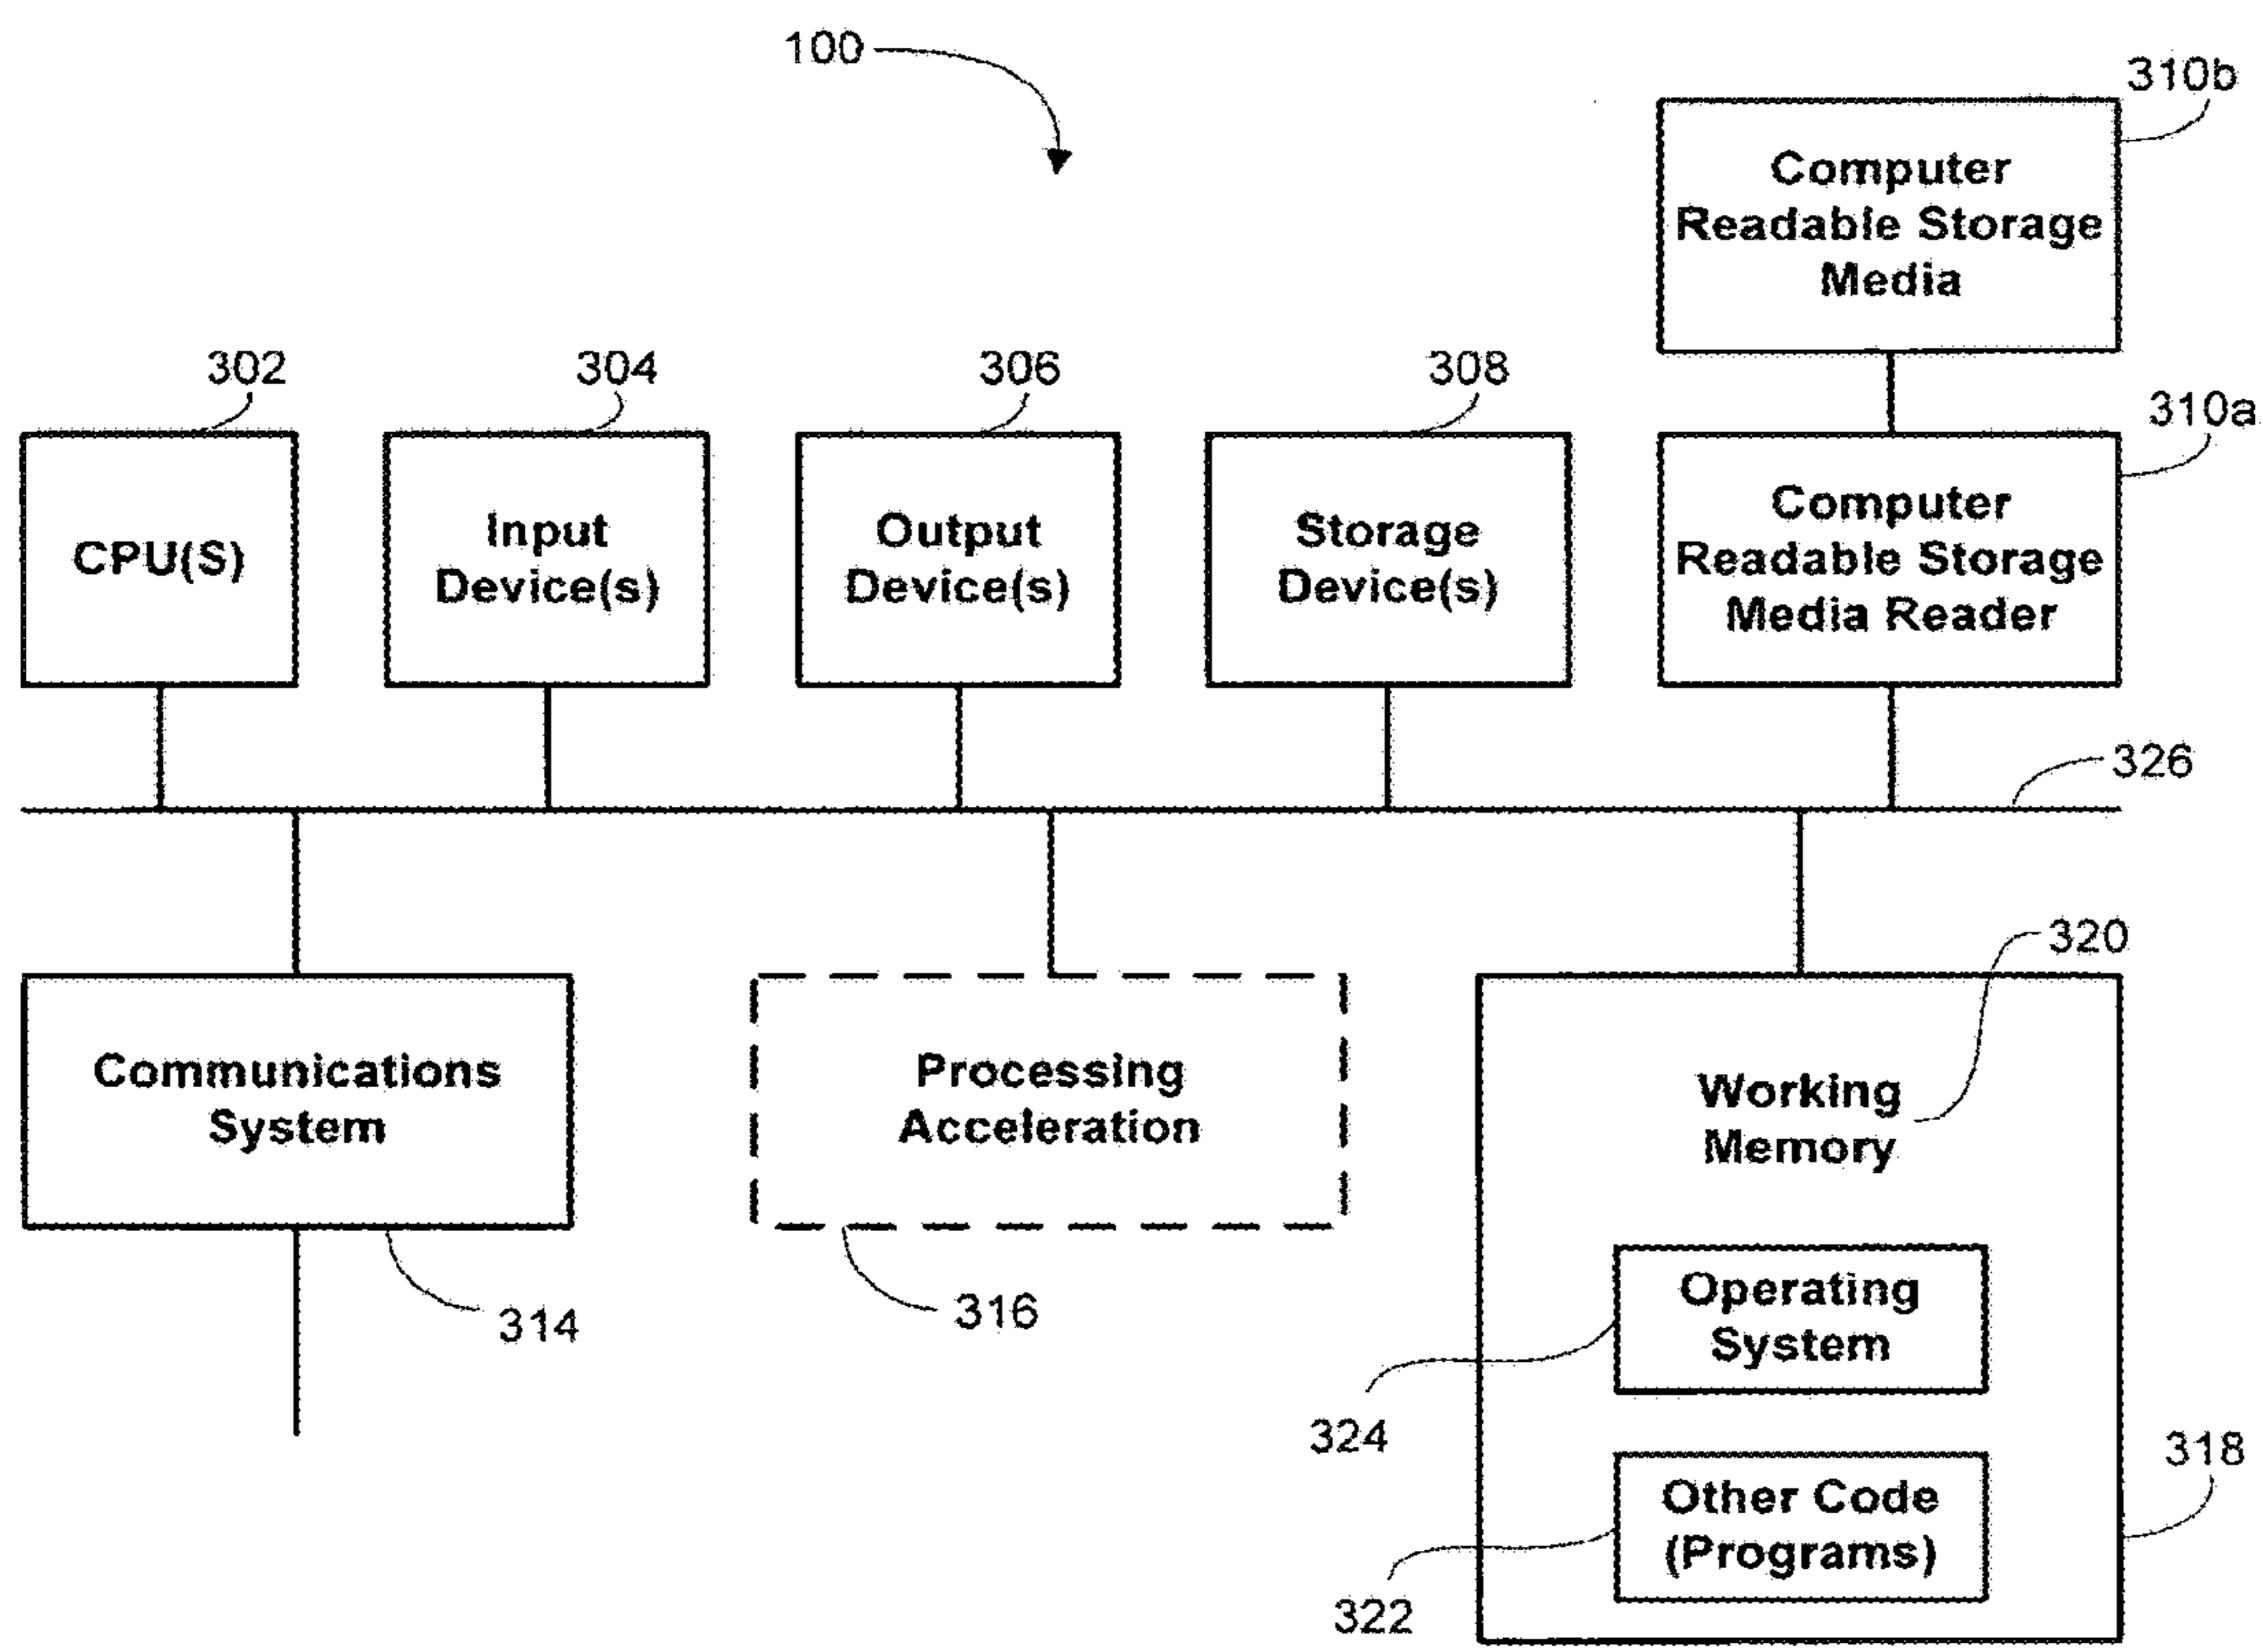 100
310b
Computer
Readable Storage
Media
302
304
306
308
310a
CPU(S)
Input
Device(s)
Output
Device(s)
Storage
Device(s)
Computer
Readable Storage
Media Reader
326
320
Communications
System
Processing
Acceleration
Working
Memory
314
316
Operating
System
324
318
Other Code
(Programs)
322